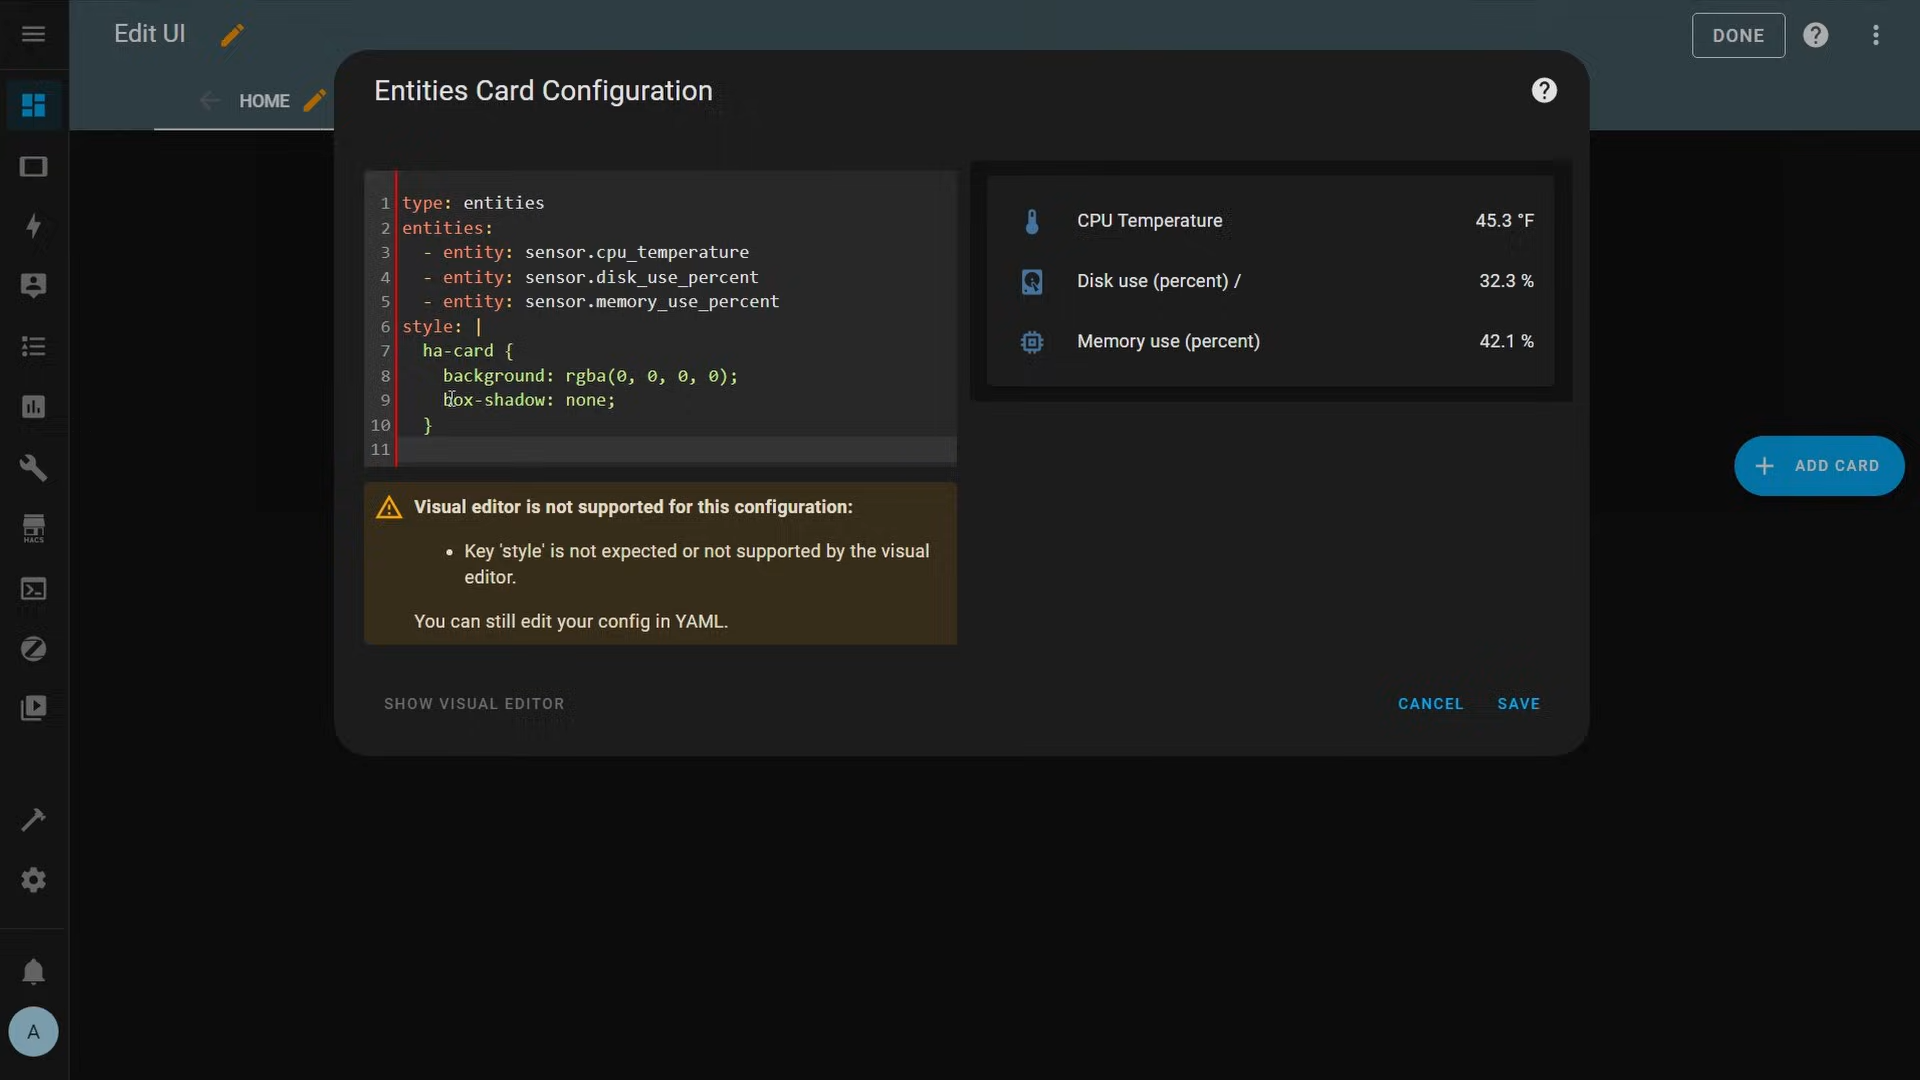 Edit UI
DONE
HOME
Entities Card Configuration
1 type: entities
2 entities:
3 - entity: sensor.cpu_temperature
4 - entity: sensor.disk_use_percent
5 - entity: sensor.memory_use_percent
6 style: |
7 ha-card {
8 background: rgba(0, 0, 0, 0);
9 box-shadow: none;
10 }
11
CPU Temperature 45.3 °F
Disk use (percent) / 32.3 %
Memory use (percent) 42.1 %
ADD CARD
Visual editor is not supported for this configuration:
• Key 'style' is not expected or not supported by the visual
editor.
You can still edit your config in YAML.
SHOW VISUAL EDITOR
CANCEL
SAVE
HACS
A